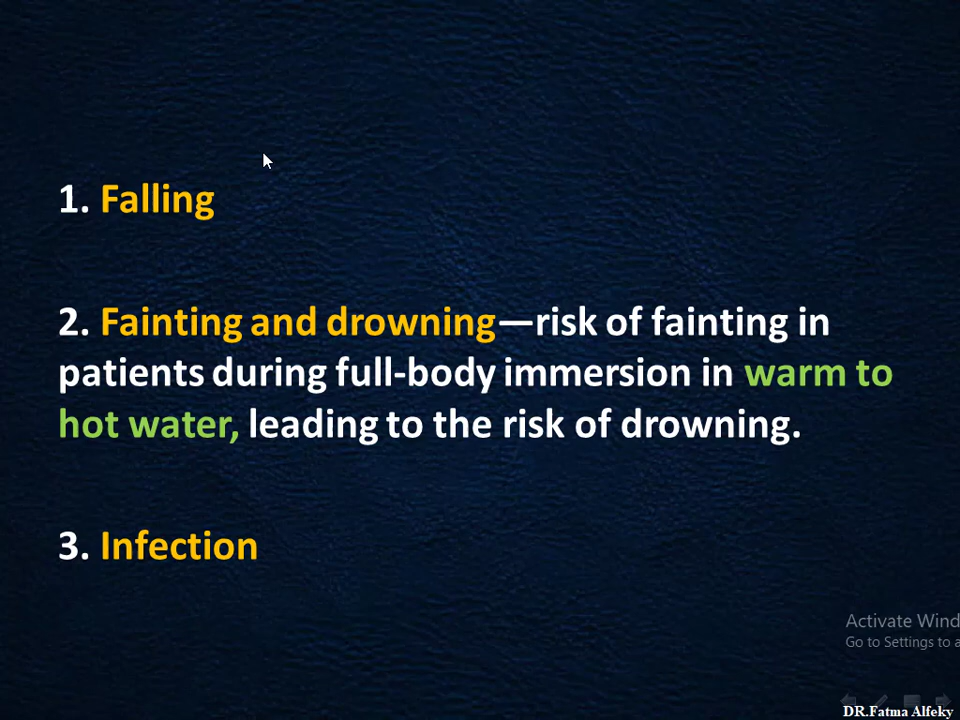 1. Falling
2. Fainting and drowning—risk of fainting in
patients during full-body immersion in warm to
hot water, leading to the risk of drowning.
3. Infection
Activate Wind
Go to Settings to a
DR.Fatma Alfeky